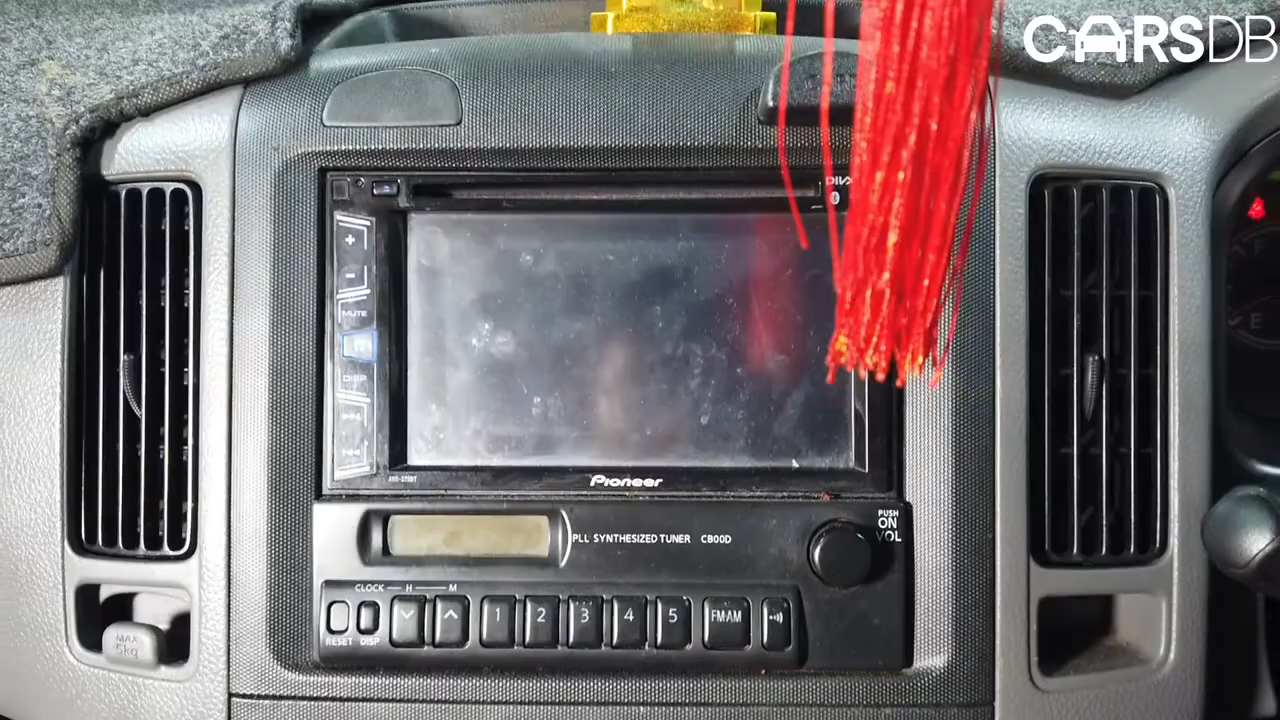 CARSDB
DIVX
+
-
MUTE
DISP
Pioneer
PUSH
ON
VOL
PLL SYNTHESIZED TUNER CB00D
CLOCK H M
1 2 3 4 5 FM·AM
RESET DISP
MAX
5kg
E